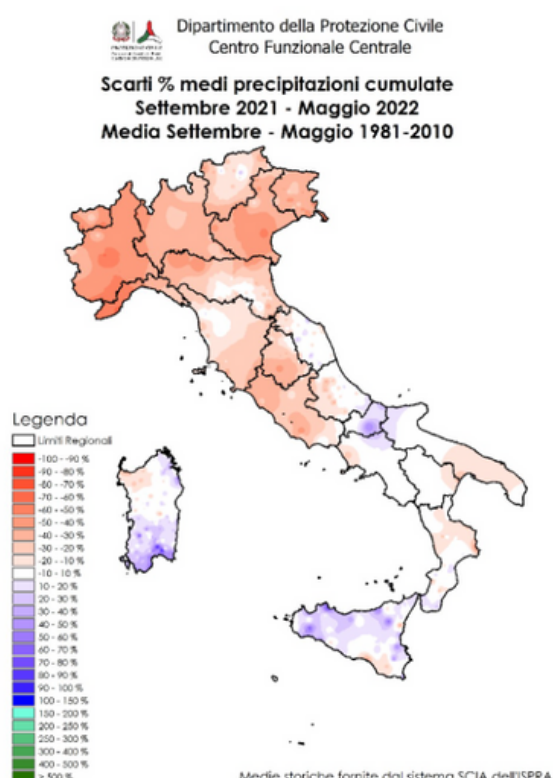 Dipartimento della Protezione Civile
Centro Funzionale Centrale
Scarti % medi precipitazioni cumulate
Settembre 2021 - Maggio 2022
Media Settembre - Maggio 1981-2010
Legenda
Limiti Regionali
-100 - -90 %
-90 - -80 %
-80 - -70 %
-70 - -60 %
-60 - -50 %
-50 - -40 %
-40 - -30 %
-30 - -20 %
-20 - -10 %
-10 - 10 %
10 - 20 %
20 - 30 %
30 - 40 %
40 - 50 %
50 - 60 %
60 - 70 %
70 - 80 %
80 - 90 %
90 - 100 %
100 - 150 %
150 - 200 %
200 - 250 %
250 - 300 %
300 - 400 %
400 - 500 %
> 500 %
Medie storiche fornite dal sistema SCIA dell'ISPRA